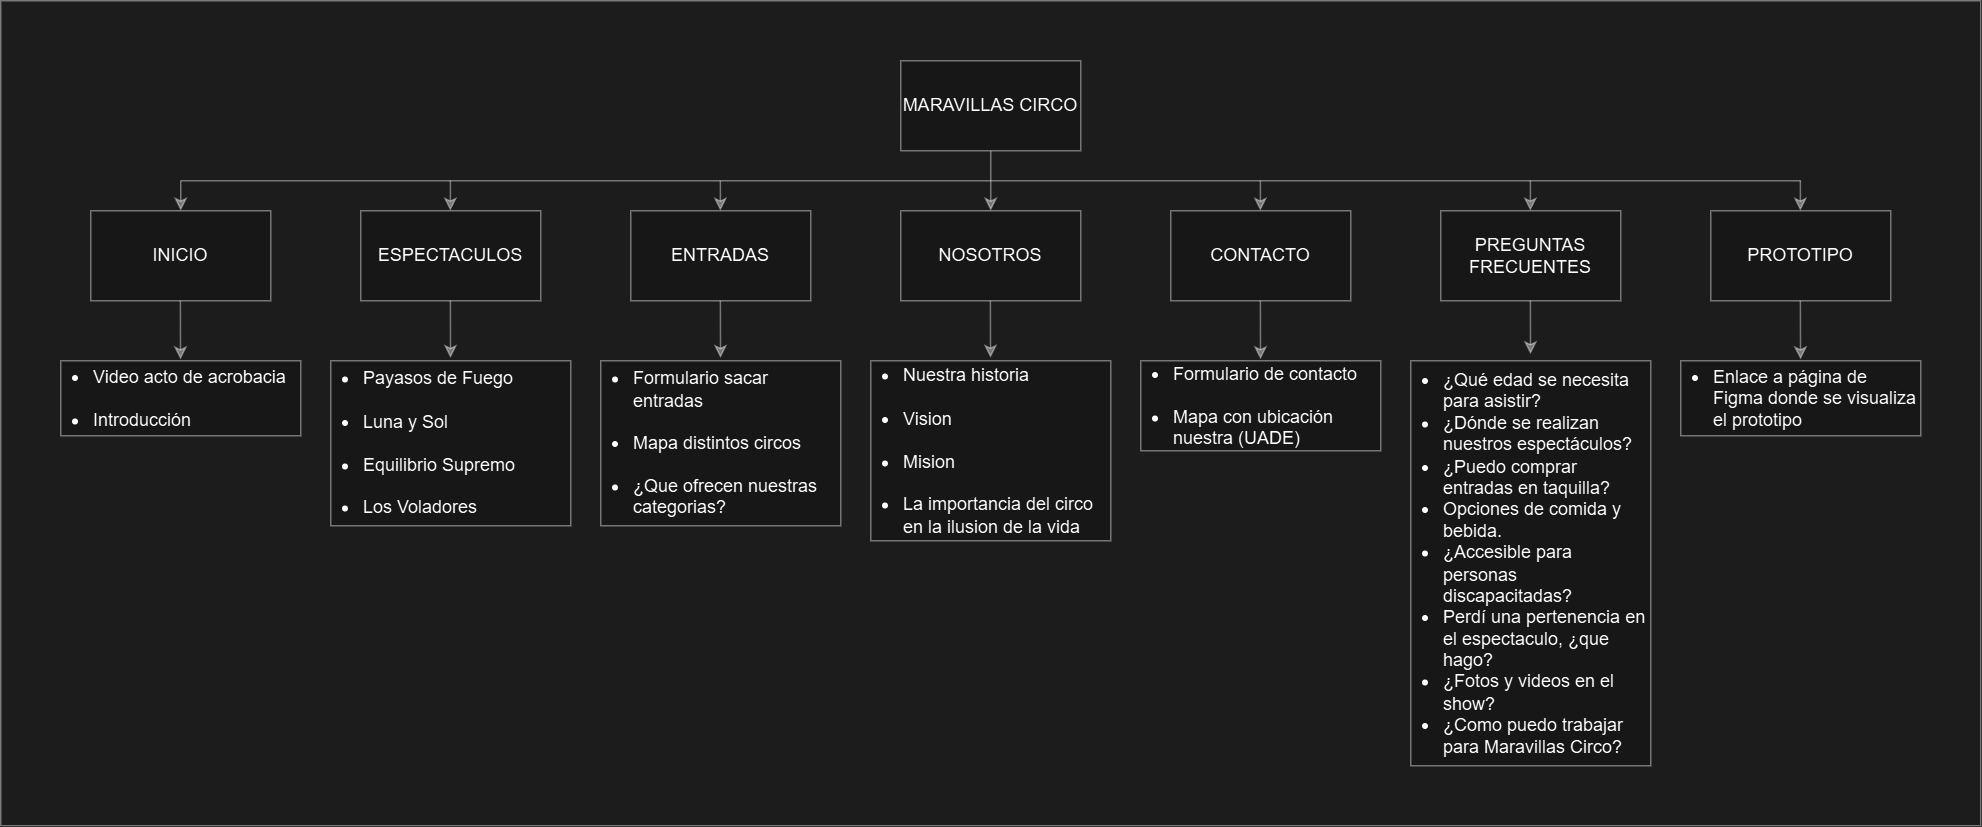 MARAVILLAS CIRCO
INICIO
ESPECTACULOS
ENTRADAS
NOSOTROS
CONTACTO
PREGUNTAS
FRECUENTES
PROTOTIPO
• Video acto de acrobacia
• Introducción
• Payasos de Fuego
• Luna y Sol
• Equilibrio Supremo
• Los Voladores
• Formulario sacar
entradas
• Mapa distintos circos
• ¿Que ofrecen nuestras
categorias?
• Nuestra historia
• Vision
• Mision
• La importancia del circo
en la ilusion de la vida
• Formulario de contacto
• Mapa con ubicación
nuestra (UADE)
• ¿Qué edad se necesita
para asistir?
• ¿Dónde se realizan
nuestros espectáculos?
• ¿Puedo comprar
entradas en taquilla?
• Opciones de comida y
bebida.
• ¿Accesible para
personas
discapacitadas?
• Perdí una pertenencia en
el espectaculo, ¿que
hago?
• ¿Fotos y videos en el
show?
• ¿Como puedo trabajar
para Maravillas Circo?
• Enlace a página de
Figma donde se visualiza
el prototipo